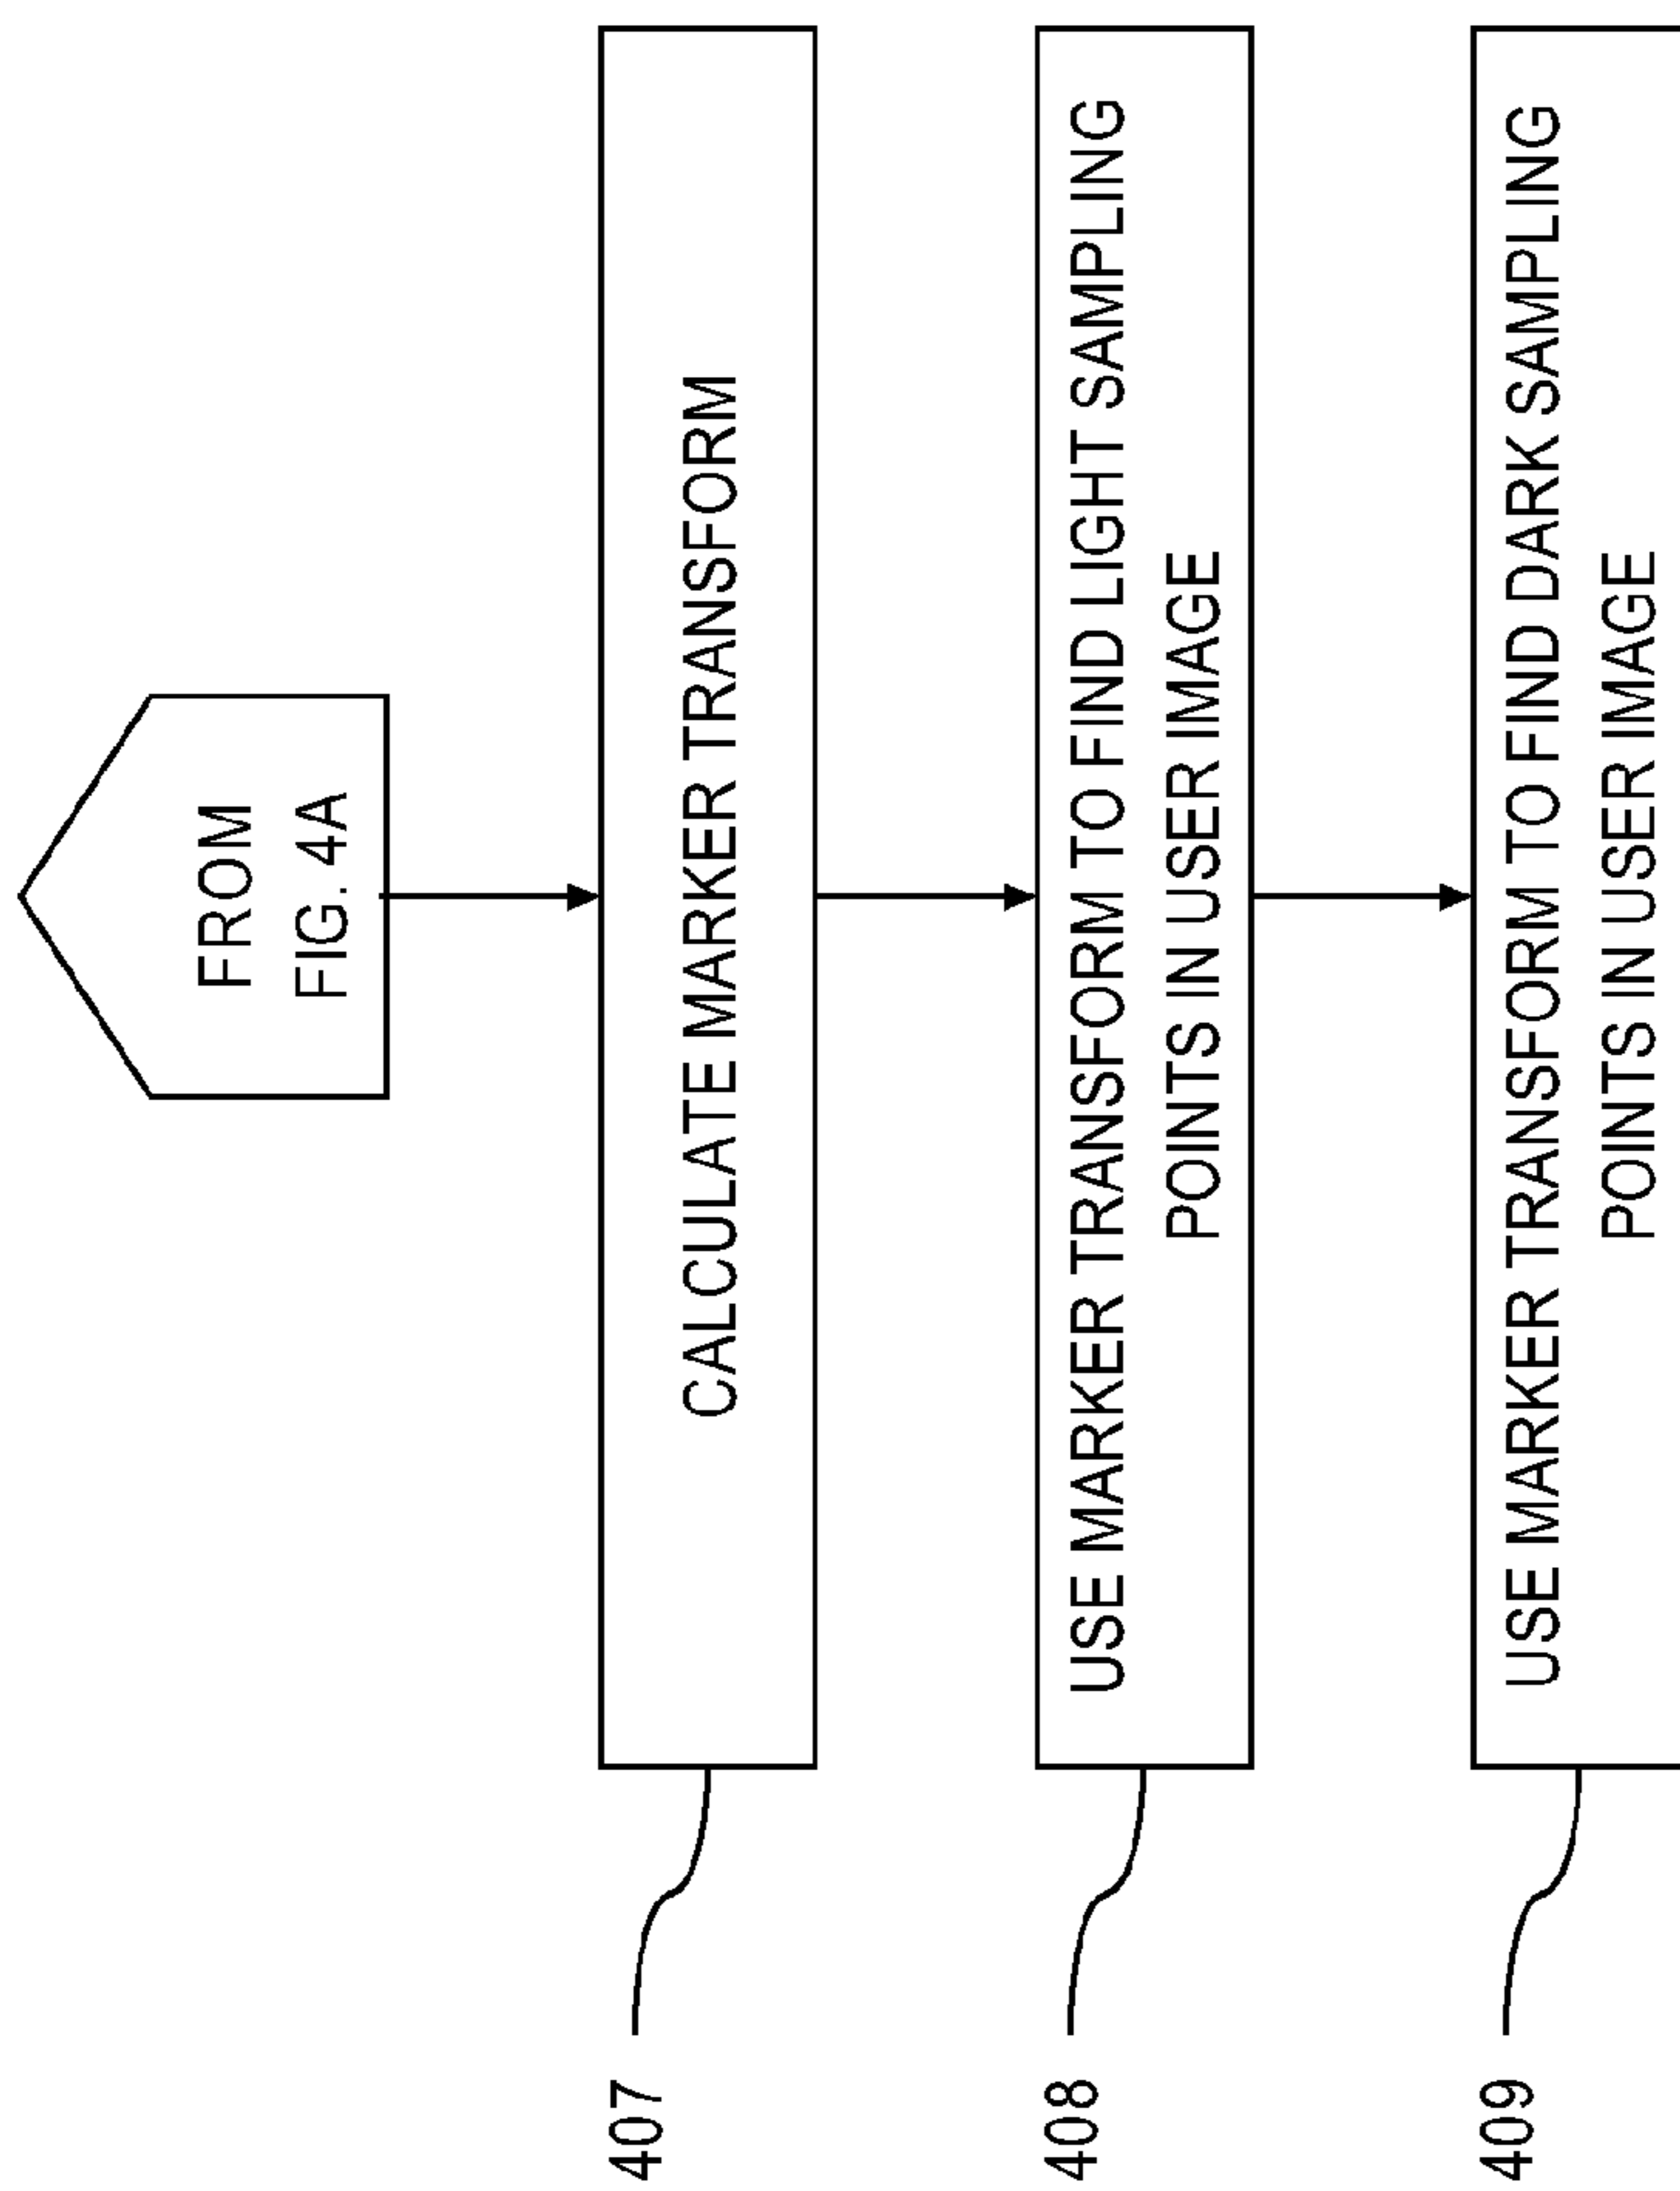 FROM
FIG. 4A
407
CALCULATE MARKER TRANSFORM
408
USE MARKER TRANSFORM TO FIND LIGHT SAMPLING
POINTS IN USER IMAGE
409
USE MARKER TRANSFORM TO FIND DARK SAMPLING
POINTS IN USER IMAGE